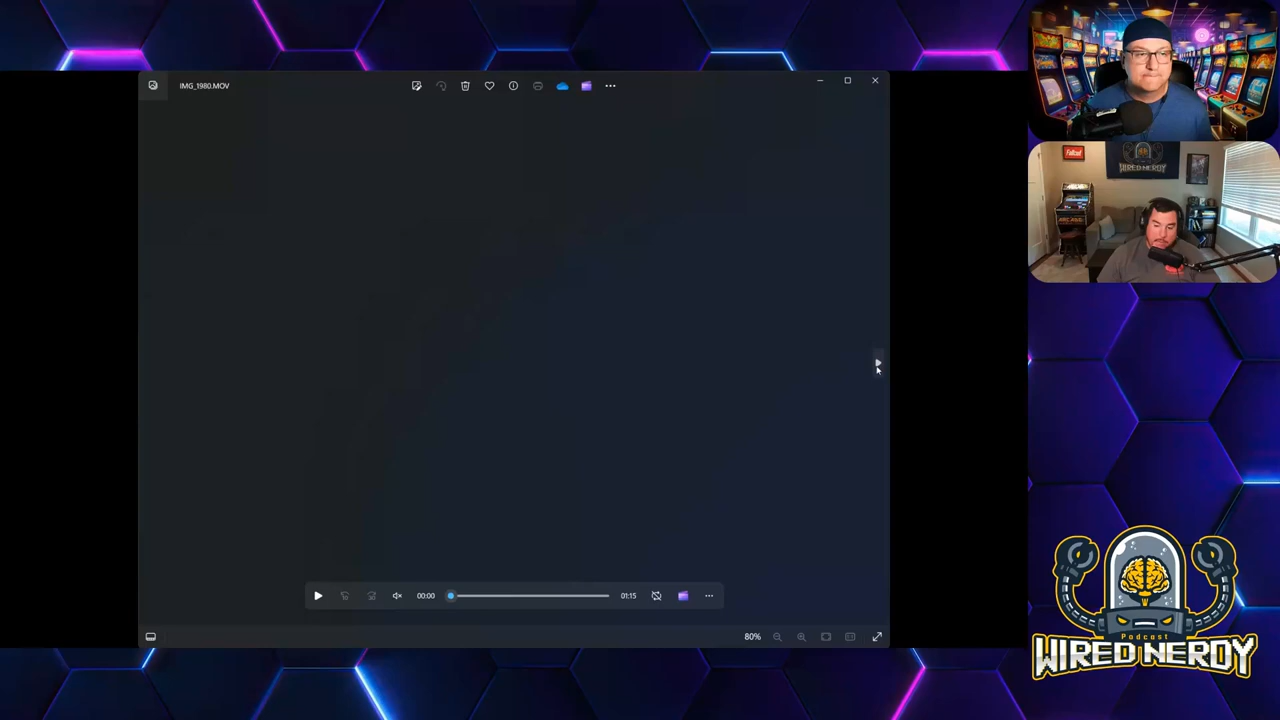 IMG_1980.MOV
Fallout
WIRED NERDY
ARCADE
00:00
01:15
80%
Podcast
WIRED NERDY